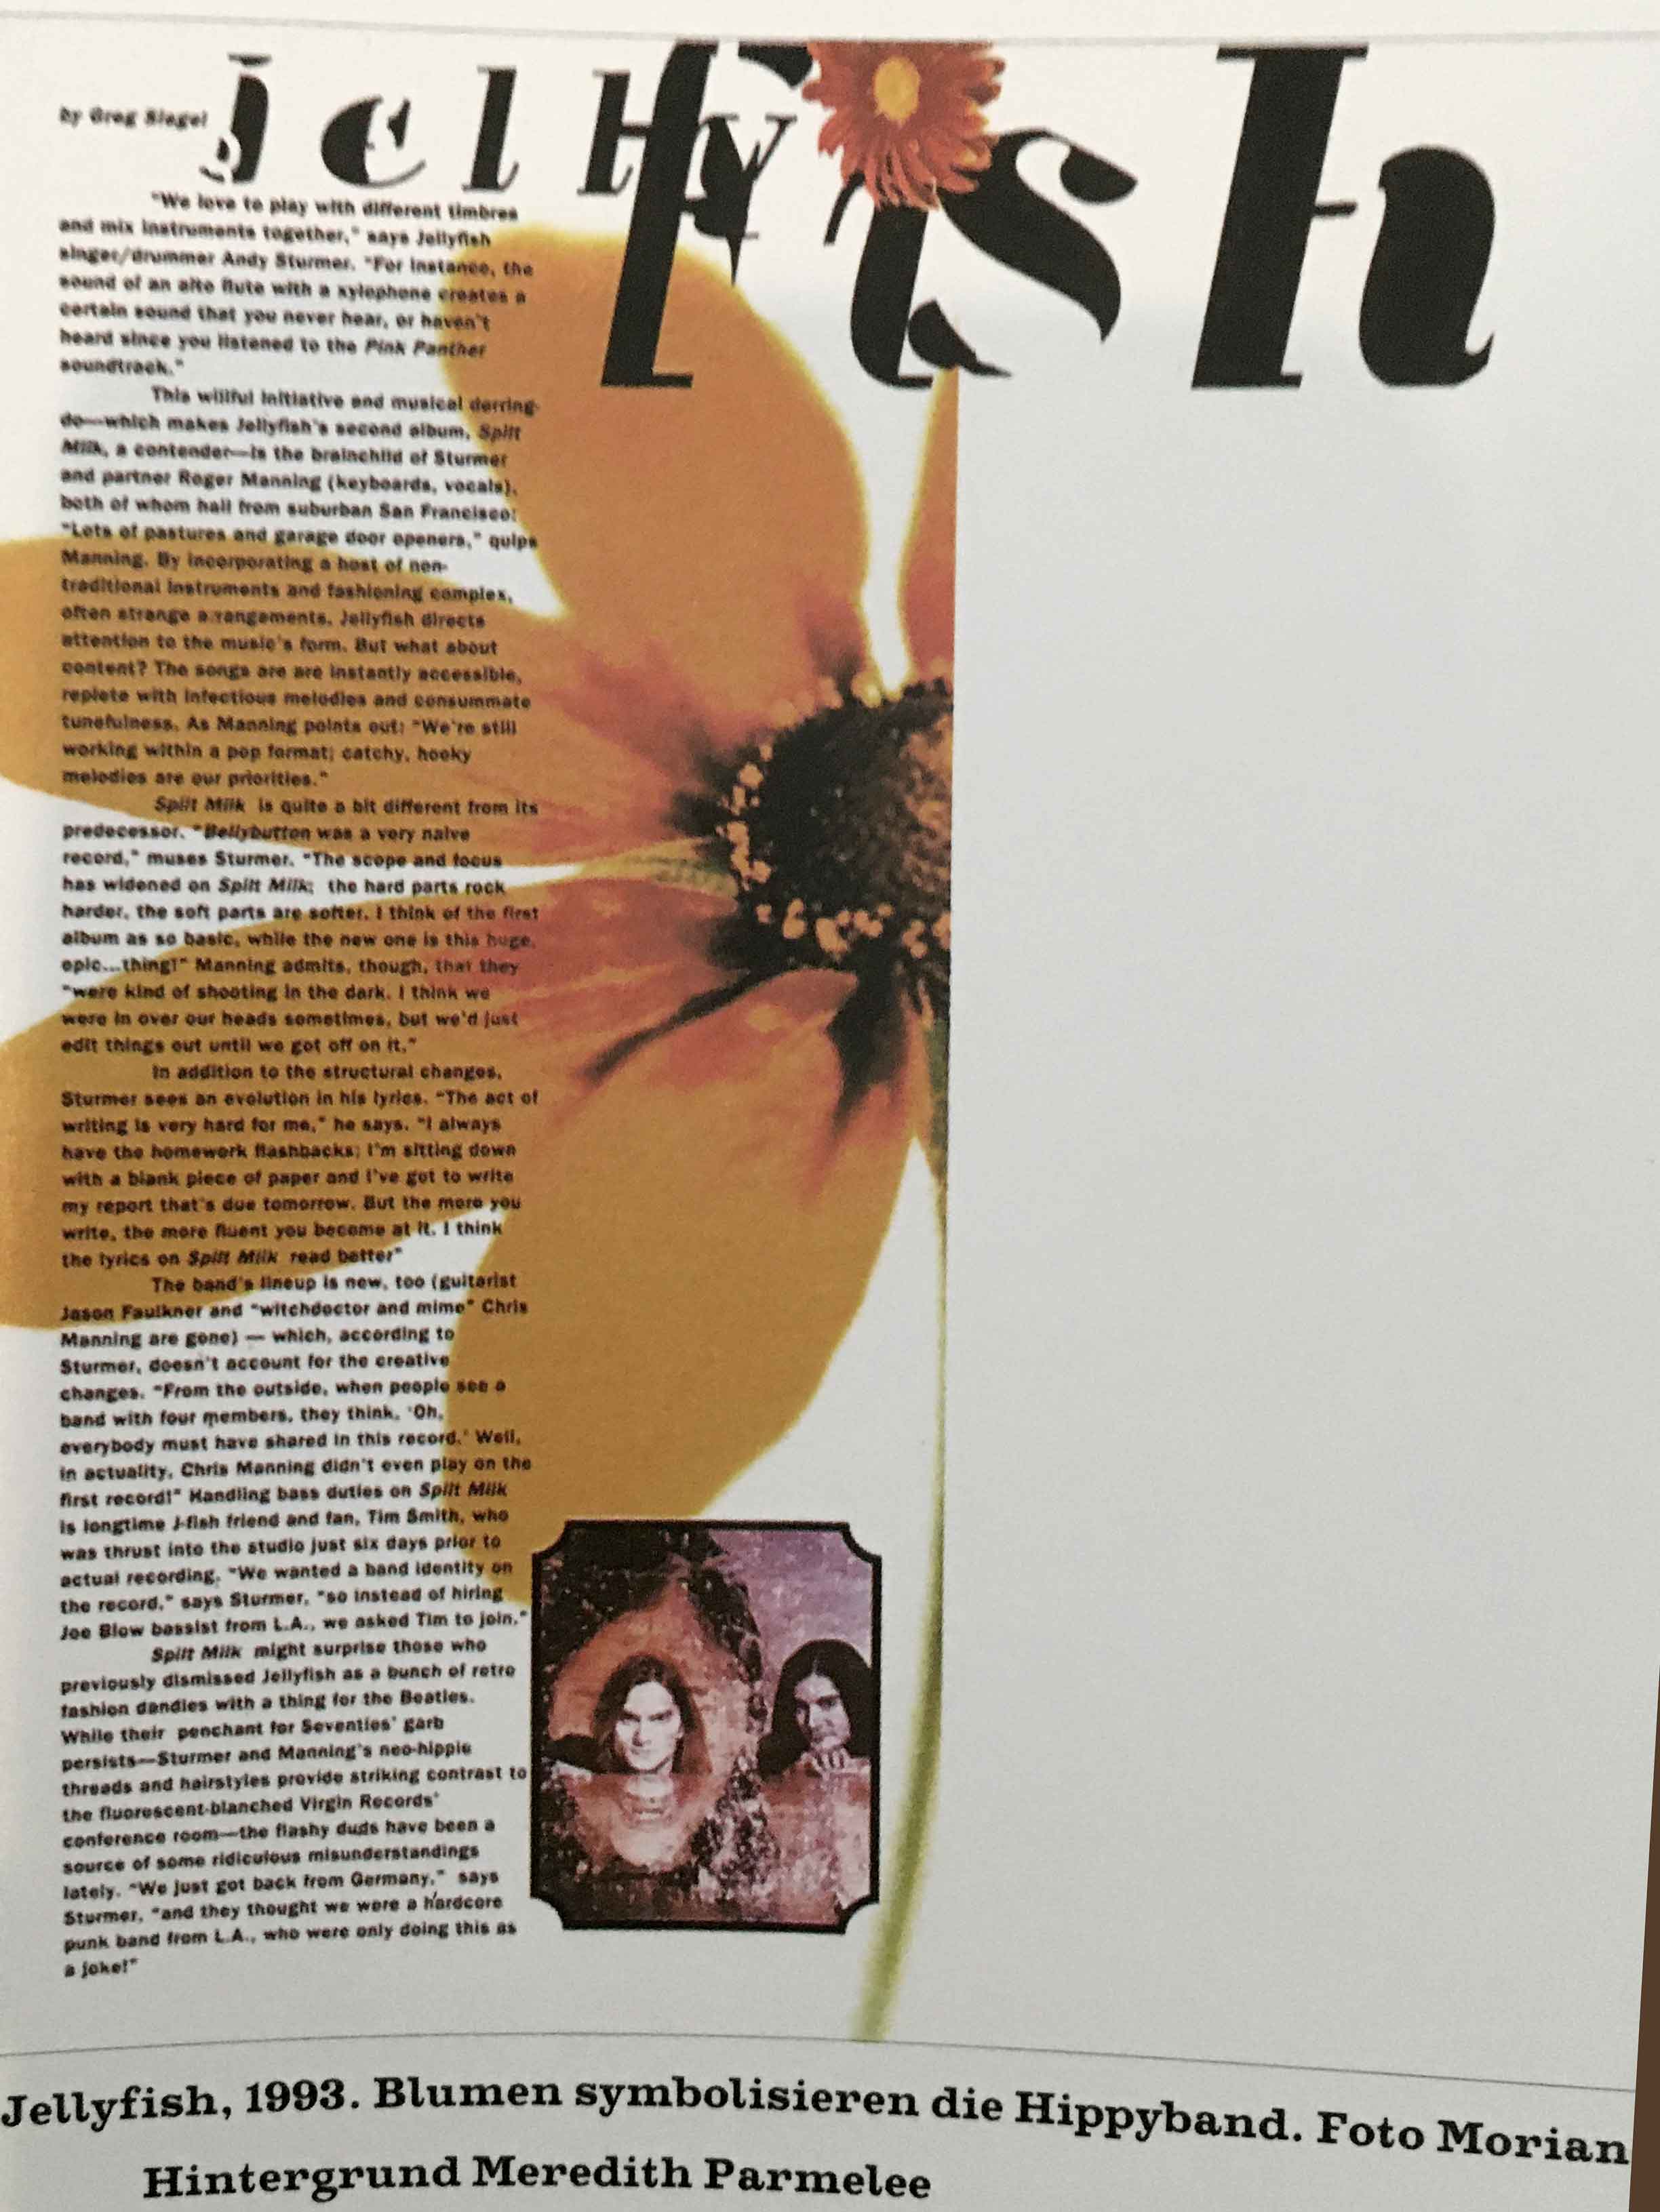 jelly fish
by Greg Siegel
"We love to play with different timbres
and mix instruments together," says Jellyfish
singer/drummer Andy Sturmer. "For instance, the
sound of an alto flute with a xylophone creates a
certain sound that you never hear, or haven't
heard since you listened to the Pink Panther
soundtrack."
This willful initiative and musical derring-
do—which makes Jellyfish's second album, Spilt
Milk, a contender—is the brainchild of Sturmer
and partner Roger Manning (keyboards, vocals),
both of whom hail from suburban San Francisco:
"Lots of pastures and garage door openers," quips
Manning. By incorporating a host of non-
traditional instruments and fashioning complex,
often strange arrangements, Jellyfish directs
attention to the music's form. But what about
content? The songs are are instantly accessible,
replete with infectious melodies and consummate
tunefulness. As Manning points out: "We're still
working within a pop format; catchy, hooky
melodies are our priorities."
Spilt Milk is quite a bit different from its
predecessor. "Bellybutton was a very naive
record," muses Sturmer. "The scope and focus
has widened on Spilt Milk; the hard parts rock
harder, the soft parts are softer. I think of the first
album as so basic, while the new one is this huge,
epic...thing!" Manning admits, though, that they
"were kind of shooting in the dark. I think we
were in over our heads sometimes, but we'd just
edit things out until we got off on it."
In addition to the structural changes,
Sturmer sees an evolution in his lyrics. "The act of
writing is very hard for me," he says. "I always
have the homework flashbacks; I'm sitting down
with a blank piece of paper and I've got to write
my report that's due tomorrow. But the more you
write, the more fluent you become at it. I think
the lyrics on Spilt Milk read better"
The band's lineup is new, too (guitarist
Jason Faulkner and "witchdoctor and mime" Chris
Manning are gone) — which, according to
Sturmer, doesn't account for the creative
changes. "From the outside, when people see a
band with four members, they think, 'Oh,
everybody must have shared in this record.' Well,
in actuality, Chris Manning didn't even play on the
first record!" Handling bass duties on Spilt Milk
is longtime J-fish friend and fan, Tim Smith, who
was thrust into the studio just six days prior to
actual recording. "We wanted a band identity on
the record," says Sturmer, "so instead of hiring
Joe Blow bassist from L.A., we asked Tim to join."
Spilt Milk might surprise those who
previously dismissed Jellyfish as a bunch of retro
fashion dandies with a thing for the Beatles.
While their penchant for Seventies' garb
persists—Sturmer and Manning's neo-hippie
threads and hairstyles provide striking contrast to
the fluorescent-blanched Virgin Records'
conference room—the flashy duds have been a
source of some ridiculous misunderstandings
lately. "We just got back from Germany," says
Sturmer, "and they thought we were a hardcore
punk band from L.A., who were only doing this as
a joke!"
Jellyfish, 1993. Blumen symbolisieren die Hippyband. Foto Morian
Hintergrund Meredith Parmelee